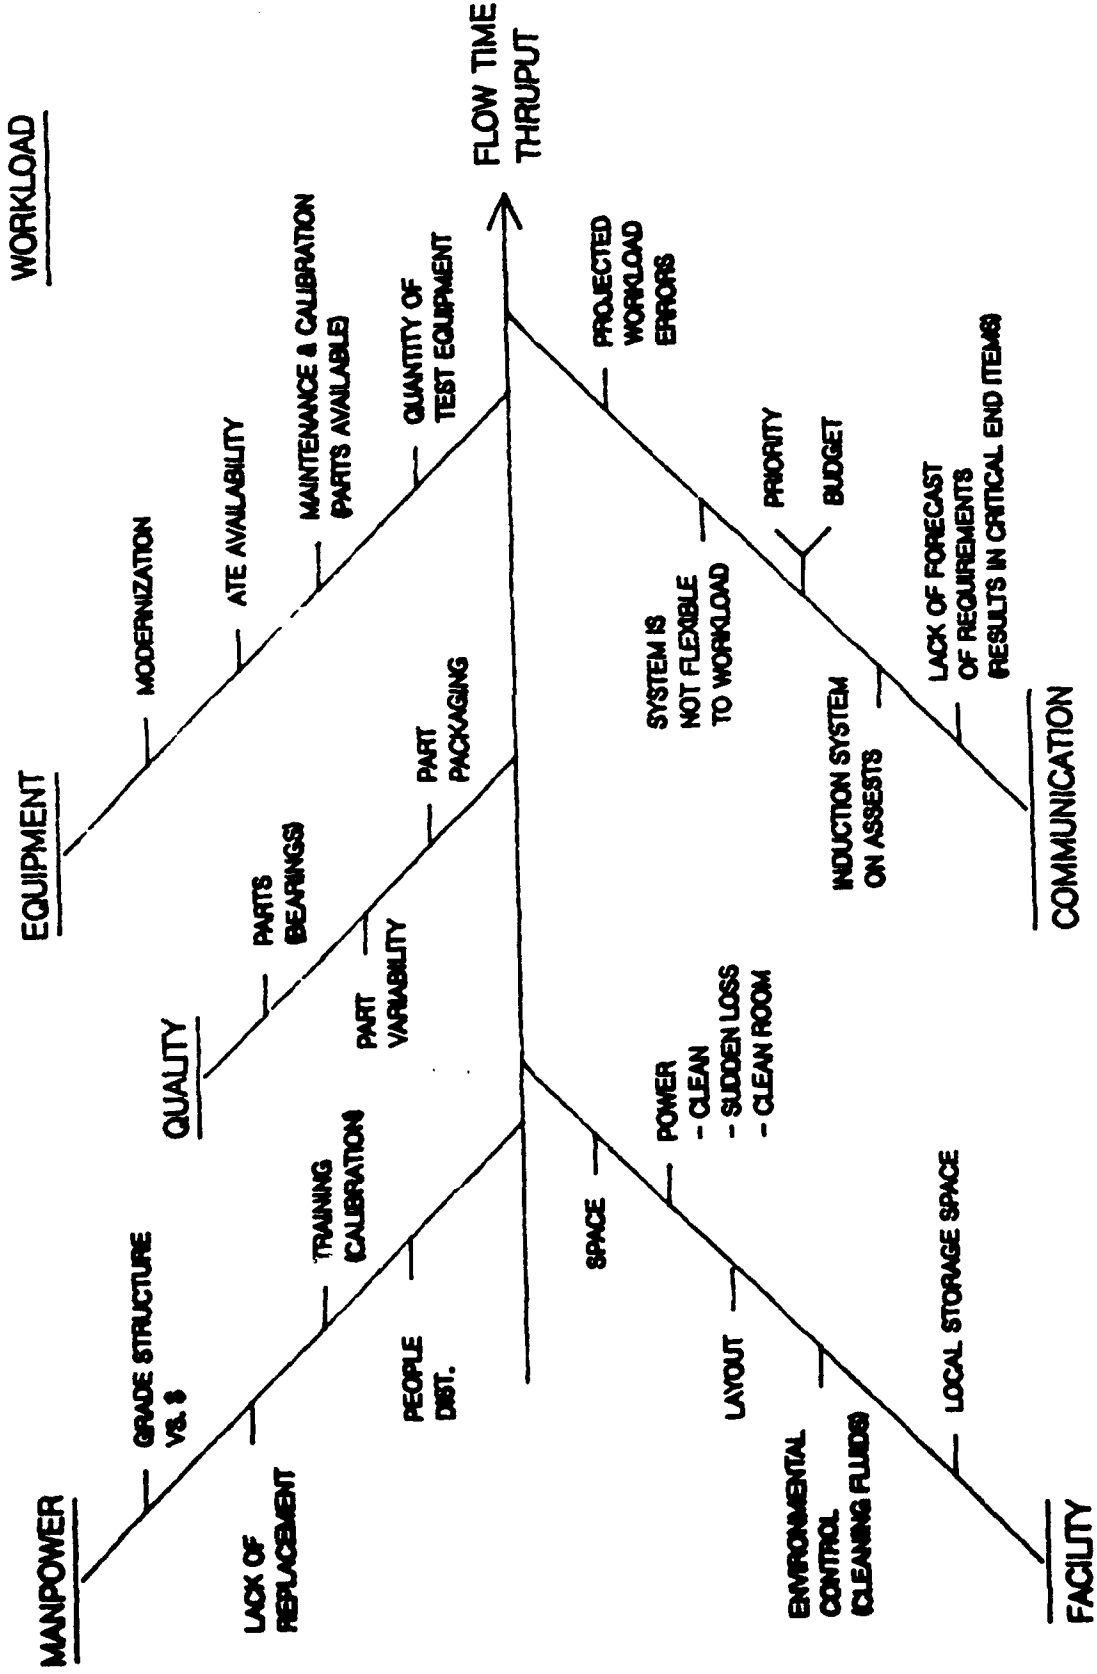 WORKLOAD
MANPOWER
GRADE STRUCTURE
VS. $
LACK OF
REPLACEMENT
TRAINING
(CALIBRATION)
PEOPLE
DIST.
QUALITY
PARTS
(BEARINGS)
PART
VARIABILITY
PART
PACKAGING
EQUIPMENT
MODERNIZATION
ATE AVAILABILITY
MAINTENANCE & CALIBRATION
(PARTS AVAILABLE)
QUANTITY OF
TEST EQUIPMENT
FLOW TIME
THRUPUT
SPACE
POWER
- CLEAN
- SUDDEN LOSS
- CLEAN ROOM
LAYOUT
ENVIRONMENTAL
CONTROL
(CLEANING FLUIDS)
LOCAL STORAGE SPACE
FACILITY
PROJECTED
WORKLOAD
ERRORS
SYSTEM IS
NOT FLEXIBLE
TO WORKLOAD
PRIORITY
BUDGET
INDUCTION SYSTEM
ON ASSESTS
LACK OF FORECAST
OF REQUIREMENTS
(RESULTS IN CRITICAL END ITEMS)
COMMUNICATION